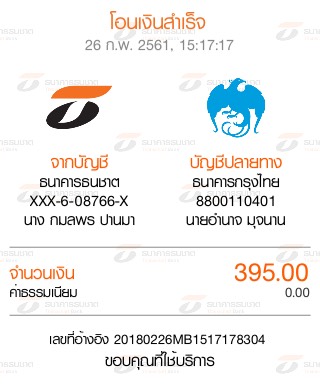 โอนเงินสำเร็จ
26 ก.พ. 2561, 15:17:17
จากบัญชี
ธนาคารธนชาต
XXX-6-08766-X
นาง กมลพร ปานมา
บัญชีปลายทาง
ธนาคารกรุงไทย
8800110401
นายอำนาจ มุจนาน
จำนวนเงิน 395.00
ค่าธรรมเนียม 0.00
เลขที่อ้างอิง 20180226MB1517178304
ขอบคุณที่ใช้บริการ